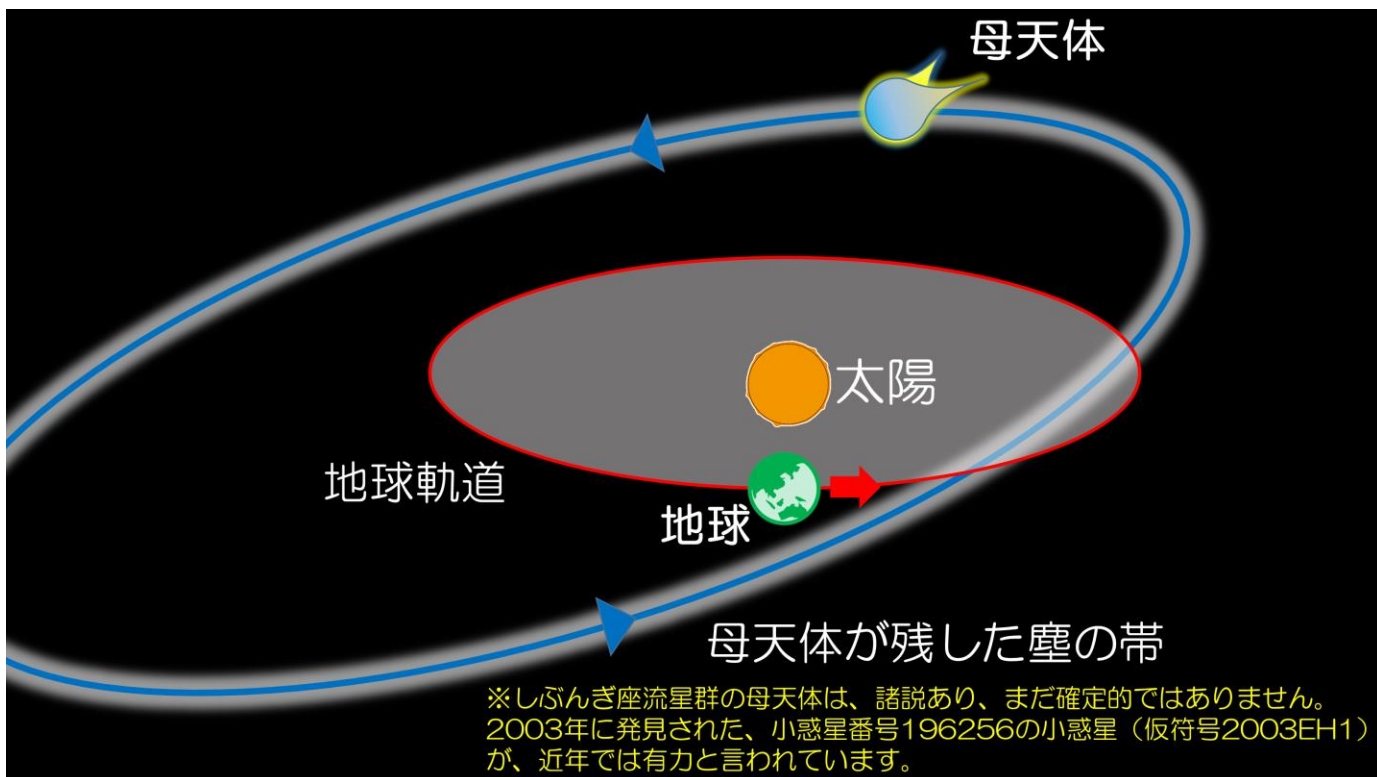 母天体
太陽
地球軌道
地球
母天体が残した塵の帯
※しぶんぎ座流星群の母天体は、諸説あり、まだ確定的ではありません。
2003年に発見された、小惑星番号196256の小惑星（仮符号2003EH1）
が、近年では有力と言われています。